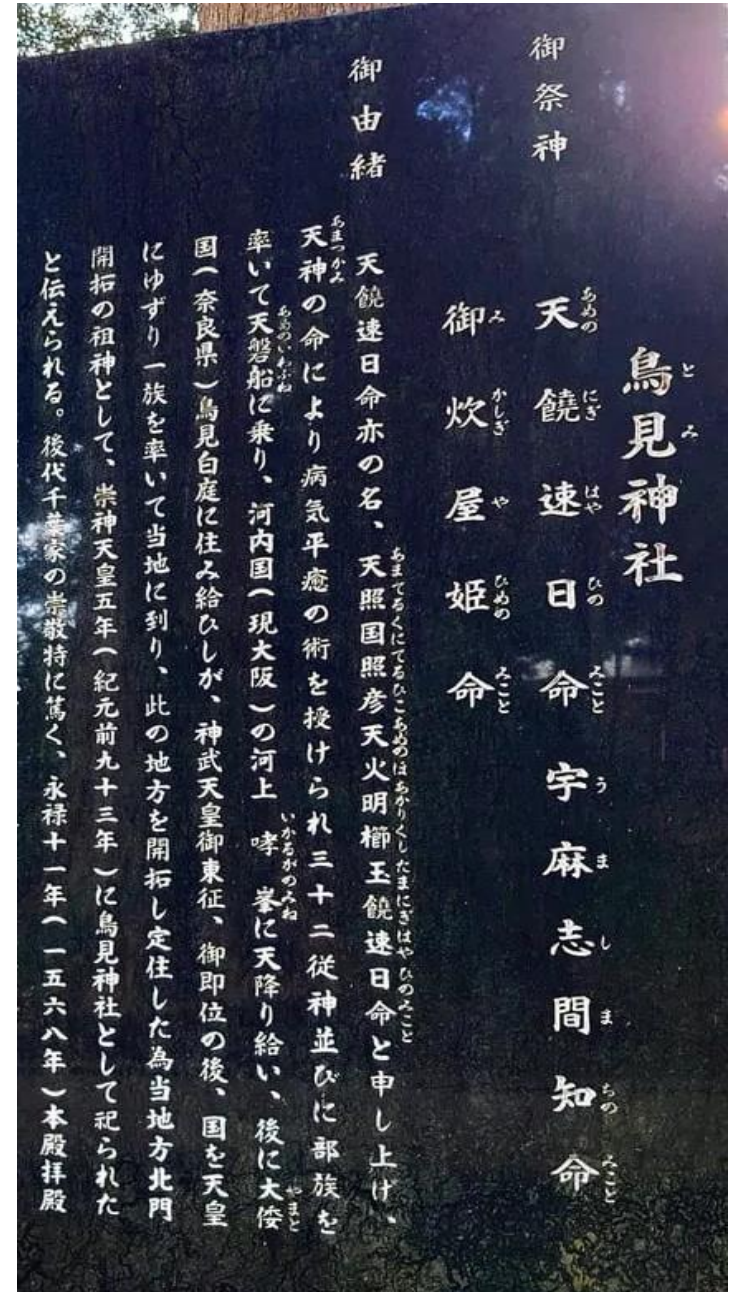 鳥見神社
御祭神
天饒速日命 宇麻志間知命
御炊屋姫命
御由緒
天饒速日命亦の名、天照国照彦天火明櫛玉饒速日命と申し上げ、
天神の命により病気平癒の術を授けられ三十二従神並びに部族を
率いて天磐船に乗り、河内国(現大阪)の河上 哮峯に天降り給い、後に大倭
国(奈良県)鳥見白庭に住み給ひしが、神武天皇御東征、御即位の後、国を天皇
にゆずり一族を率いて当地に到り、此の地方を開拓し定住した為当地方北門
開拓の祖神として、崇神天皇五年(紀元前九十三年)に鳥見神社として祀られた
と伝えられる。後代千葉家の崇敬特に篤く、永禄十一年(一五六八年)本殿拝殿